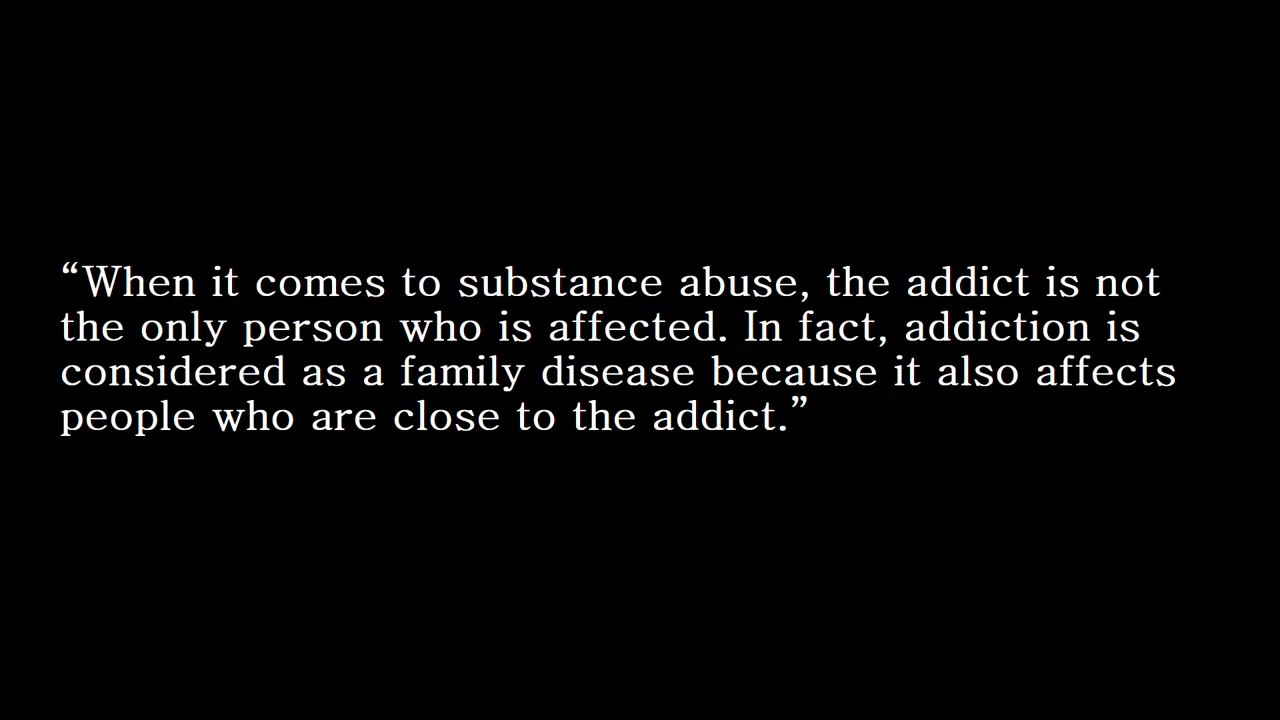 “When it comes to substance abuse, the addict is not
the only person who is affected. In fact, addiction is
considered as a family disease because it also affects
people who are close to the addict.”